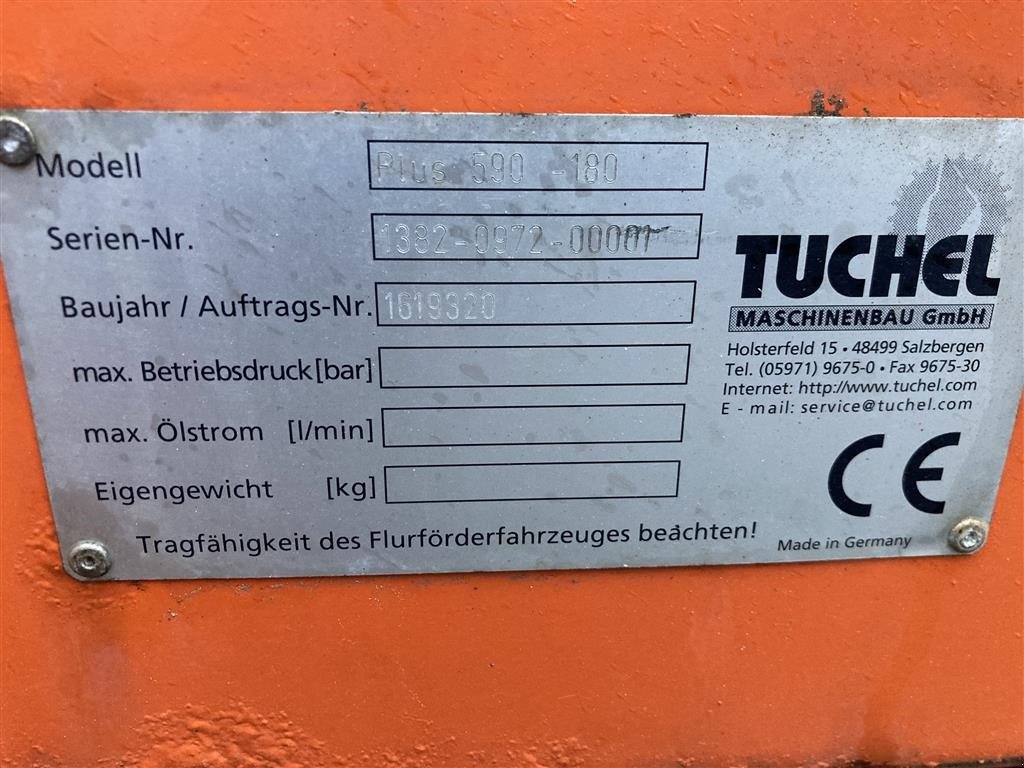 Modell Plus 590 -180
Serien-Nr. 1382-0972-00001
Baujahr / Auftrags-Nr. 1619320
max. Betriebsdruck [bar]
max. Ölstrom [l/min]
Eigengewicht [kg]
Tragfähigkeit des Flurförderfahrzeuges beachten!
TUCHEL
MASCHINENBAU GmbH
Holsterfeld 15 • 48499 Salzbergen
Tel. (05971) 9675-0 • Fax 9675-30
Internet: http://www.tuchel.com
E - mail: service@tuchel.com
CE
Made in Germany